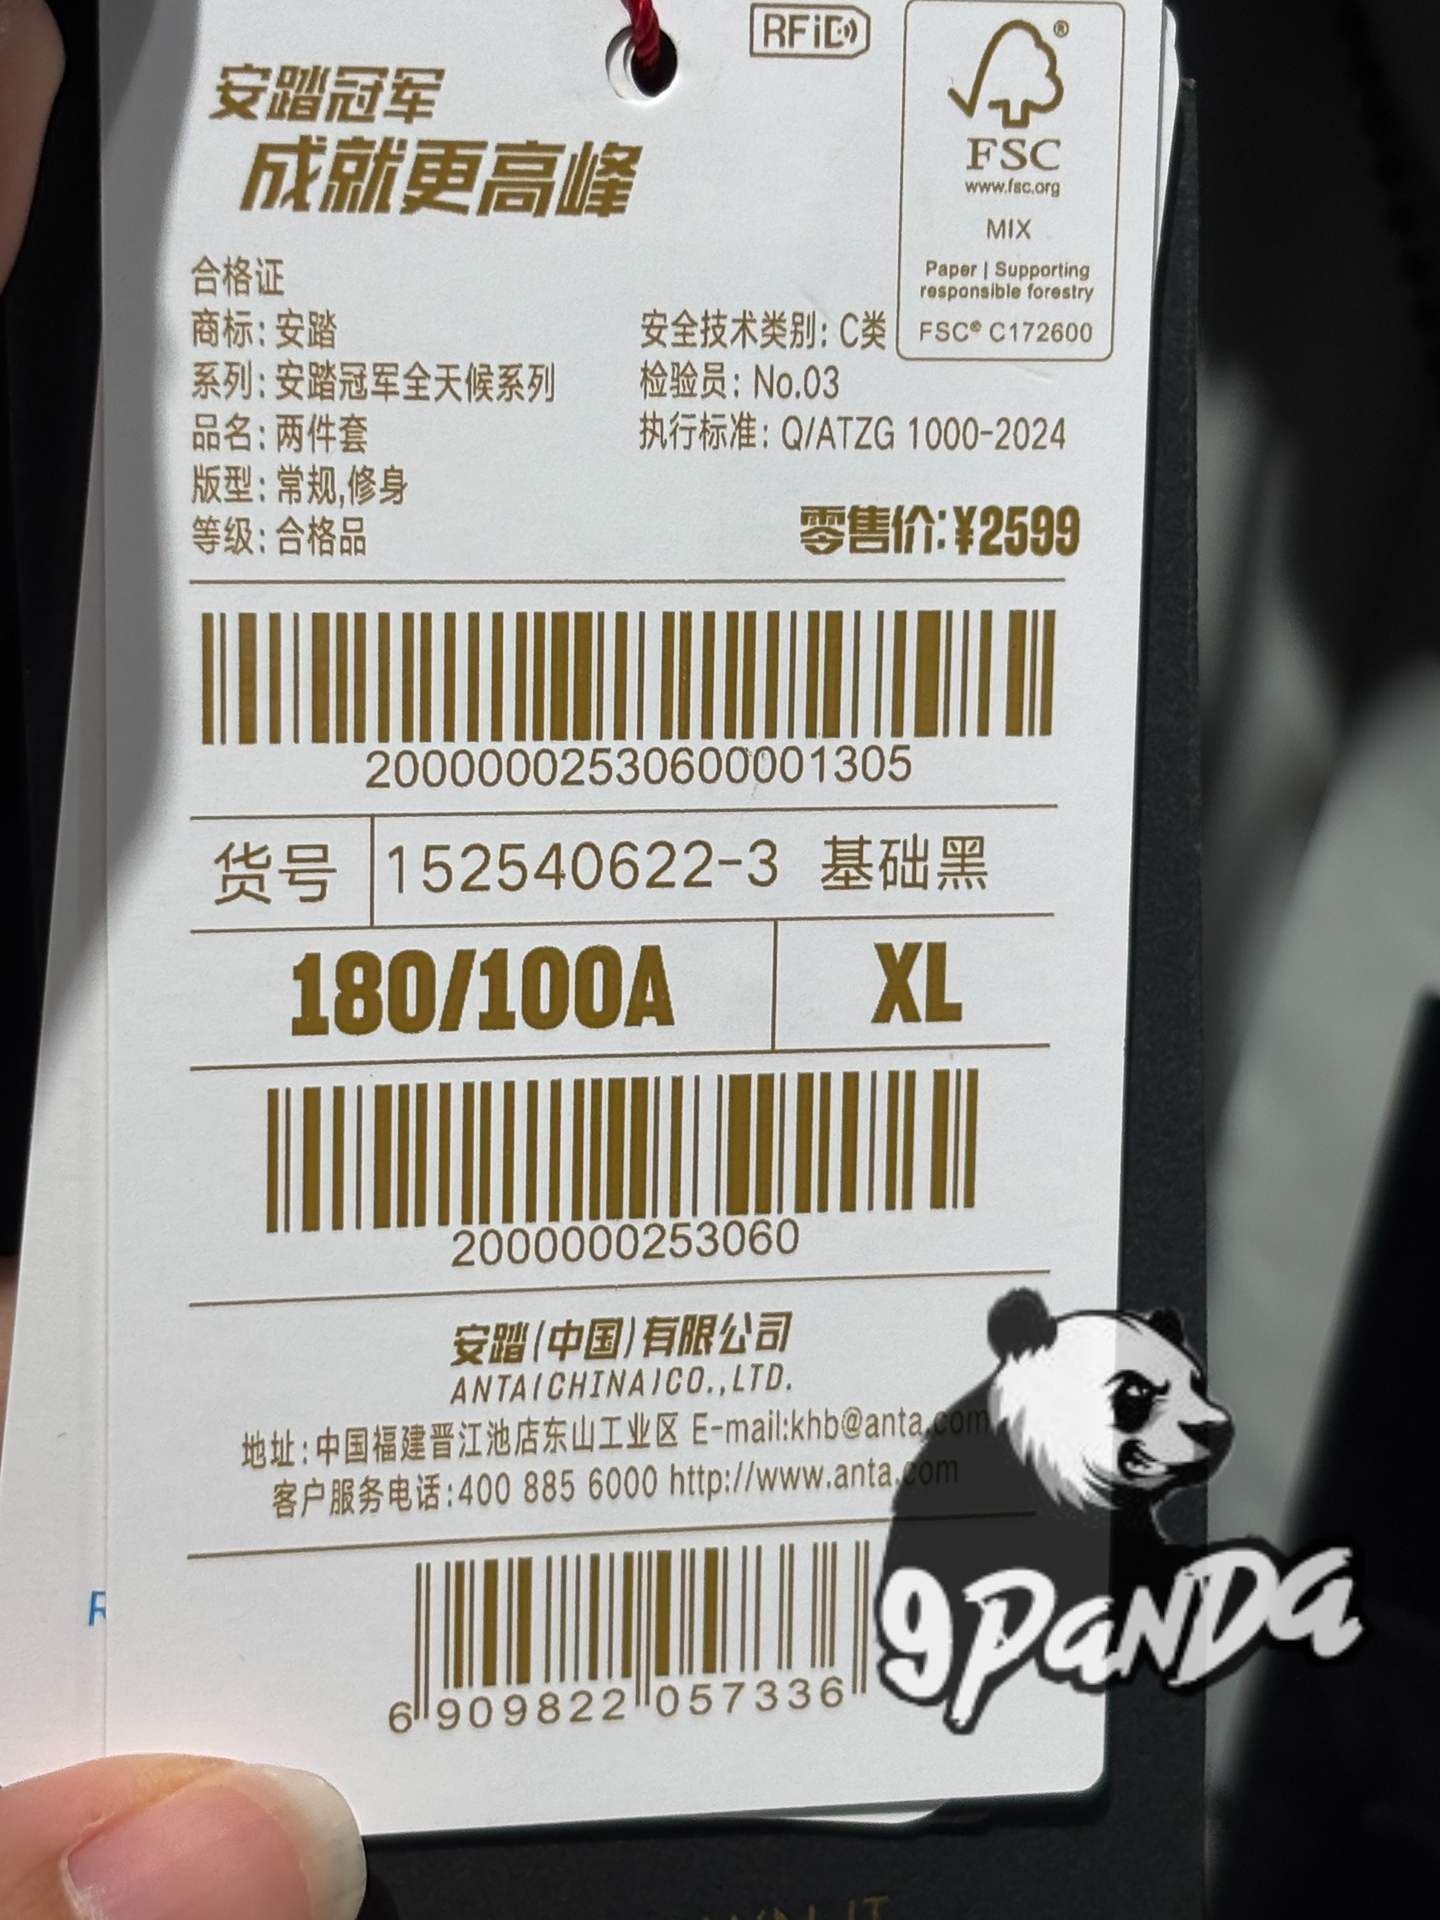 RFiD
安踏冠军
成就更高峰
FSC
www.fsc.org
MIX
Paper | Supporting
responsible forestry
FSC® C172600
合格证
商标: 安踏
安全技术类别: C类
系列: 安踏冠军全天候系列
检验员: No.03
品名: 两件套
执行标准: Q/ATZG 1000-2024
版型: 常规,修身
等级: 合格品
零售价:¥2599
20000002530600001305
货号 152540622-3 基础黑
180/100A XL
2000000253060
安踏(中国)有限公司
ANTA(CHINA)CO.,LTD.
地址:中国福建晋江池店东山工业区 E-mail:khb@anta.com
客户服务电话:400 885 6000 http://www.anta.com
6 909822 057336
9PANDA